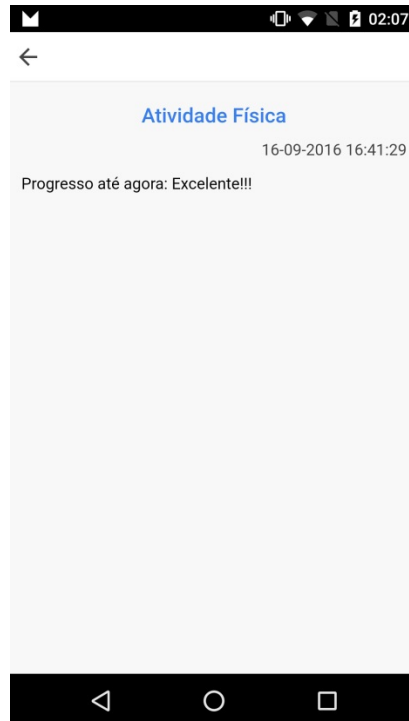 02:07
Atividade Física
16-09-2016 16:41:29
Progresso até agora: Excelente!!!